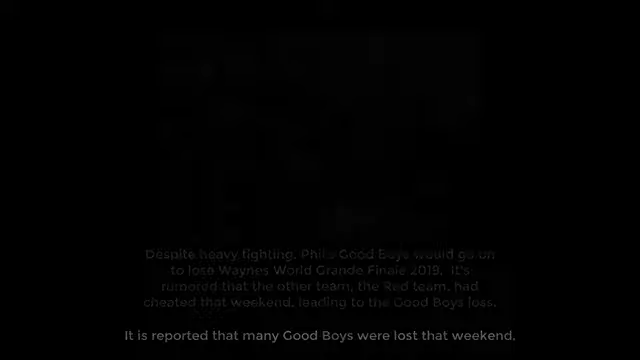 Despite heavy fighting, Phil's Good Boys would go on
to lose Waynes World Grande Finale 2019.  It's
rumored that the other team, the Red team, had
cheated that weekend, leading to the Good Boys loss.
It is reported that many Good Boys were lost that weekend.